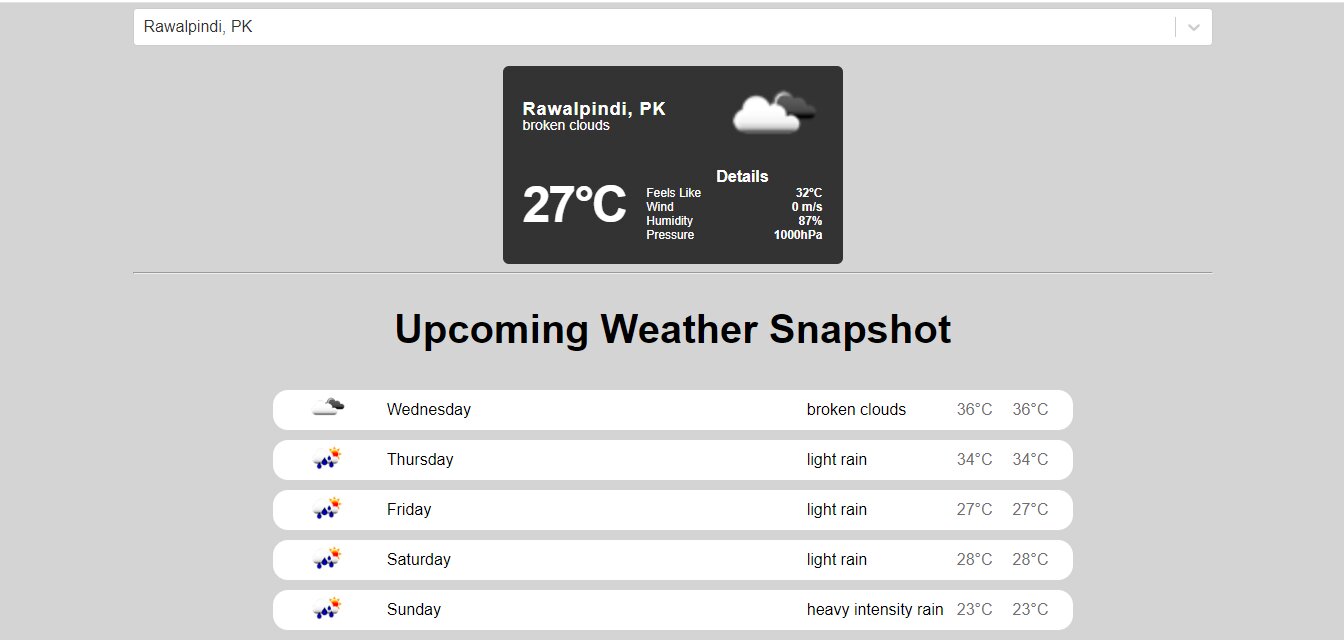 Rawalpindi, PK
Rawalpindi, PK
broken clouds
27°C
Details
Feels Like 32°C
Wind 0 m/s
Humidity 87%
Pressure 1000hPa
Upcoming Weather Snapshot
Wednesday broken clouds 36°C 36°C
Thursday light rain 34°C 34°C
Friday light rain 27°C 27°C
Saturday light rain 28°C 28°C
Sunday heavy intensity rain 23°C 23°C